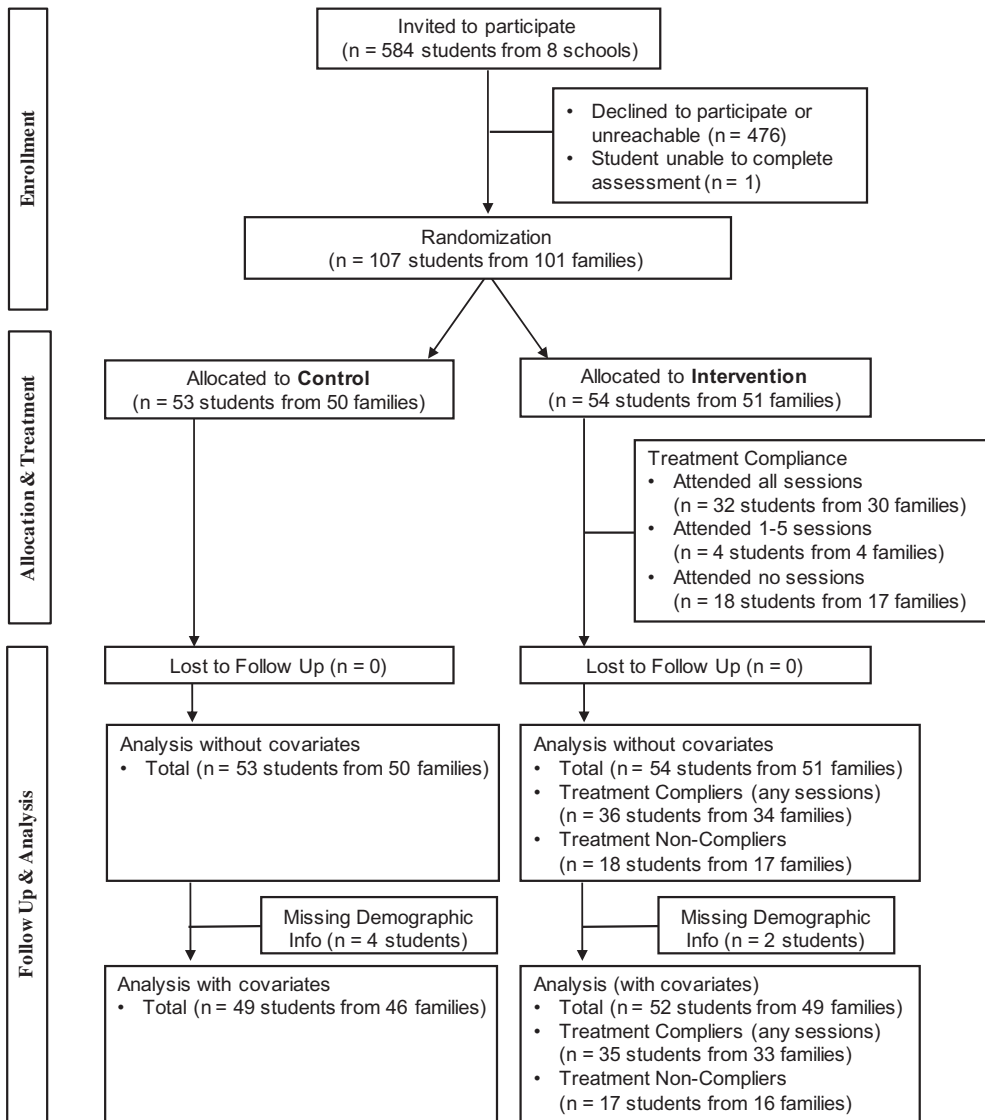 Enrollment
Invited to participate
(n = 584 students from 8 schools)
• Declined to participate or
unreachable (n = 476)
• Student unable to complete
assessment (n = 1)
Randomization
(n = 107 students from 101 families)
Allocation & Treatment
Allocated to Control
(n = 53 students from 50 families)
Allocated to Intervention
(n = 54 students from 51 families)
Treatment Compliance
• Attended all sessions
(n = 32 students from 30 families)
• Attended 1-5 sessions
(n = 4 students from 4 families)
• Attended no sessions
(n = 18 students from 17 families)
Follow Up & Analysis
Lost to Follow Up (n = 0)
Lost to Follow Up (n = 0)
Analysis without covariates
• Total (n = 53 students from 50 families)
Analysis without covariates
• Total (n = 54 students from 51 families)
• Treatment Compliers (any sessions)
(n = 36 students from 34 families)
• Treatment Non-Compliers
(n = 18 students from 17 families)
Missing Demographic
Info (n = 4 students)
Missing Demographic
Info (n = 2 students)
Analysis with covariates
• Total (n = 49 students from 46 families)
Analysis (with covariates)
• Total (n = 52 students from 49 families)
• Treatment Compliers (any sessions)
(n = 35 students from 33 families)
• Treatment Non-Compliers
(n = 17 students from 16 families)